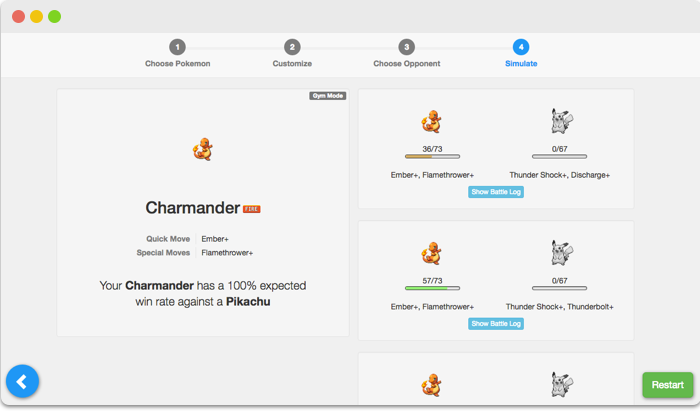 1
2
3
4
Choose Pokemon
Customize
Choose Opponent
Simulate
Gym Mode
Charmander FIRE
Quick Move Ember+
Special Moves Flamethrower+
Your Charmander has a 100% expected
win rate against a Pikachu
36/73
0/67
Ember+, Flamethrower+
Thunder Shock+, Discharge+
Show Battle Log
57/73
0/67
Ember+, Flamethrower+
Thunder Shock+, Thunderbolt+
Show Battle Log
Restart